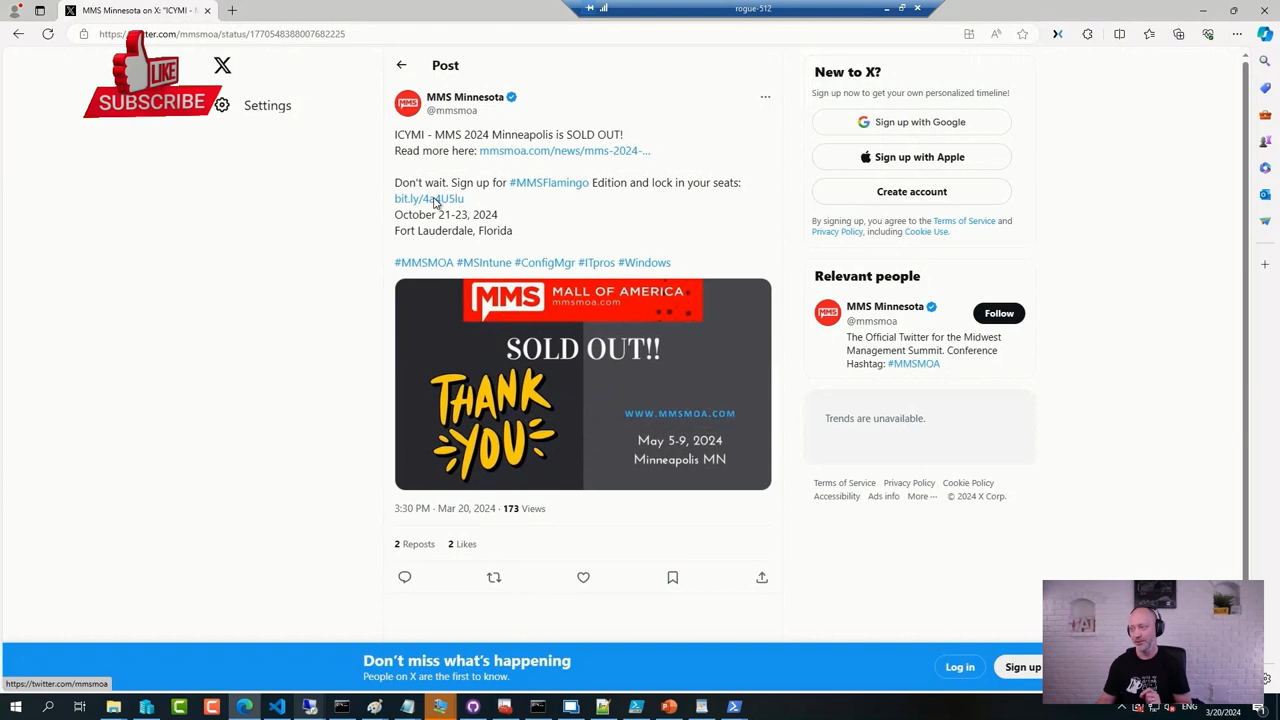 MMS Minnesota on X: "ICYMI - M
rogue-512
twitter.com/mmsmoa/status/1770548388007682225
LIKE
SUBSCRIBE
Settings
Post
MMS Minnesota
@mmsmoa
ICYMI - MMS 2024 Minneapolis is SOLD OUT!
Read more here: mmsmoa.com/news/mms-2024-...
Don't wait. Sign up for #MMSFlamingo Edition and lock in your seats:
October 21-23, 2024
Fort Lauderdale, Florida
#MMSMOA #MSIntune #ConfigMgr #ITpros #Windows
MMS MALL OF AMERICA
mmsmoa.com
SOLD OUT!!
THANK
YOU
WWW.MMSMOA.COM
May 5-9, 2024
Minneapolis MN
3:30 PM · Mar 20, 2024 · 173 Views
2 Reposts 2 Likes
New to X?
Sign up now to get your own personalized timeline!
Sign up with Google
Sign up with Apple
Create account
By signing up, you agree to the Terms of Service and
Privacy Policy, including Cookie Use.
Relevant people
MMS Minnesota
@mmsmoa
Follow
The Official Twitter for the Midwest
Management Summit. Conference
Hashtag: #MMSMOA
Trends are unavailable.
Terms of Service Privacy Policy Cookie Policy
Accessibility Ads info More ··· © 2024 X Corp.
Don't miss what's happening
People on X are the first to know.
Log in
Sign up
https://twitter.com/mmsmoa
ENG
3/20/2024